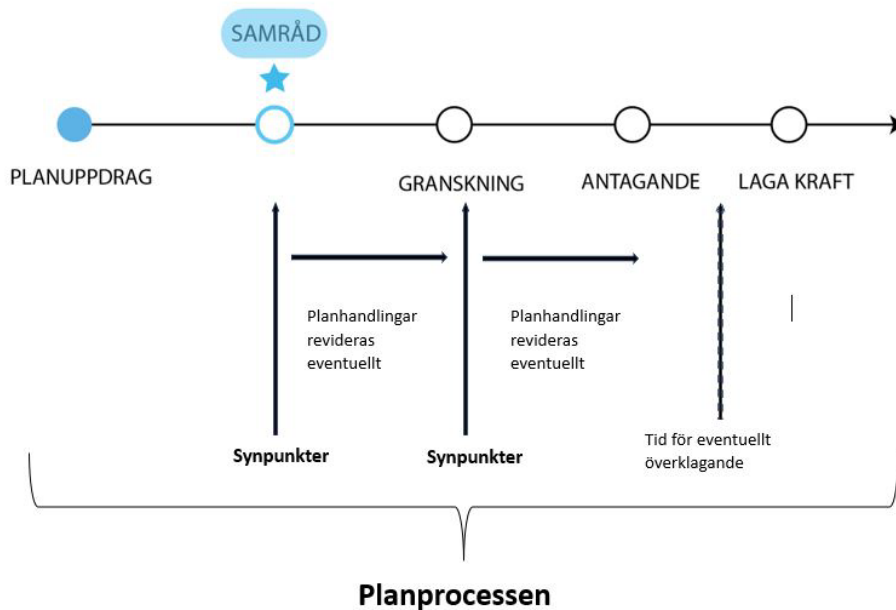 SAMRÅD
PLANUPPDRAG
GRANSKNING
ANTAGANDE
LAGA KRAFT
Planhandlingar
revideras
eventuellt
Planhandlingar
revideras
eventuellt
Synpunkter
Synpunkter
Tid för eventuellt
överklagande
Planprocessen